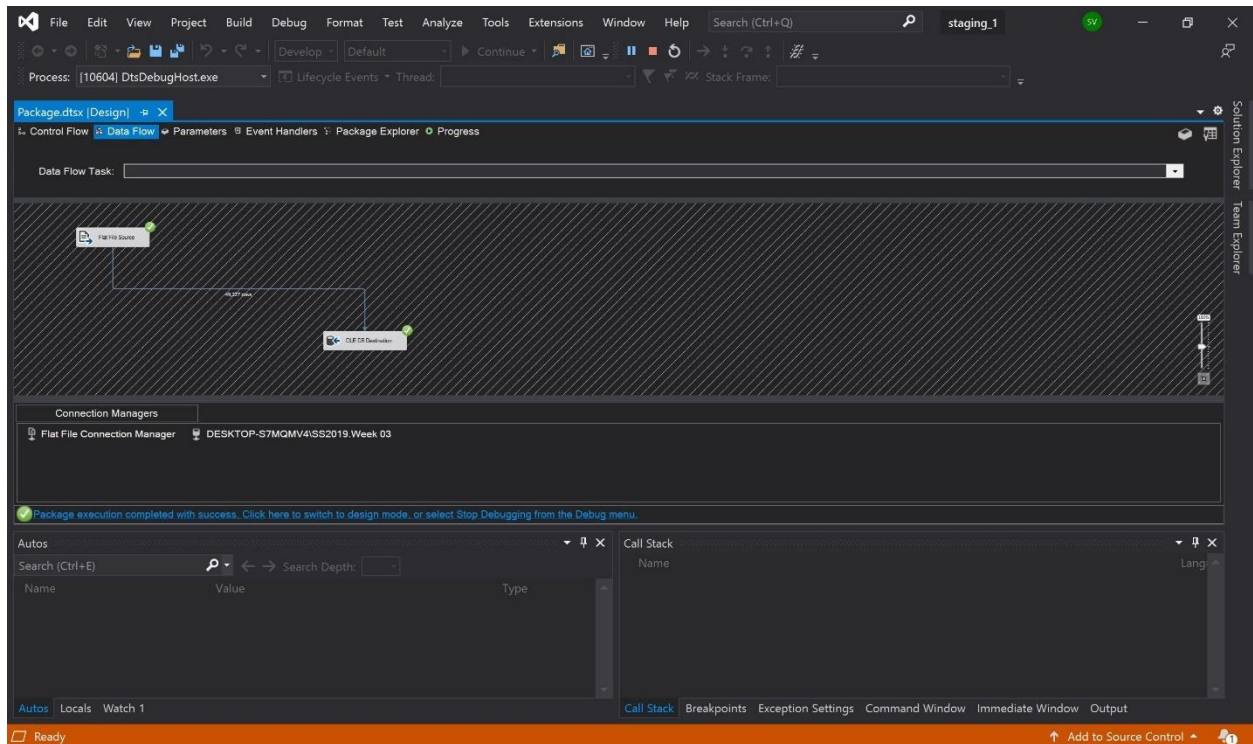 File Edit View Project Build Debug Format Test Analyze Tools Extensions Window Help Search (Ctrl+Q) staging_1 SV
Develop Default Continue
Process: [10604] DtsDebugHost.exe Lifecycle Events Thread: Stack Frame:
Package.dtsx [Design]
Control Flow Data Flow Parameters Event Handlers Package Explorer Progress
Data Flow Task:
Solution Explorer
Team Explorer
Flat File Source
rows
OLE DB Destination
100%
Connection Managers
Flat File Connection Manager DESKTOP-S7MQMV4\SS2019.Week 03
Package execution completed with success. Click here to switch to design mode, or select Stop Debugging from the Debug menu.
Autos
Search (Ctrl+E) Search Depth:
Name Value Type
Autos Locals Watch 1
Call Stack
Name Lang
Call Stack Breakpoints Exception Settings Command Window Immediate Window Output
Ready Add to Source Control 1